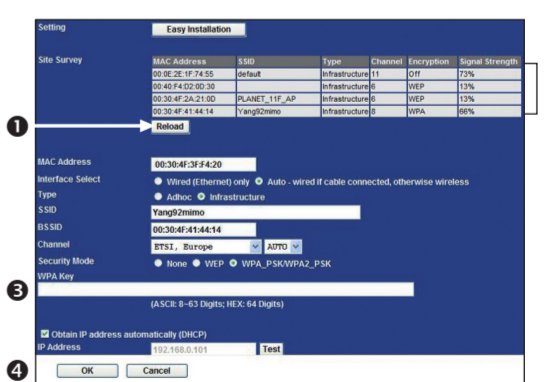 Setting Easy Installation
Site Survey MAC Address SSID Type Channel Encryption Signal Strength
00:0E:2E:1F:74:55 default Infrastructure 11 Off 73%
00:40:F4:D2:0D:30 Infrastructure 6 WEP 13%
00:30:4F:2A:21:0D PLANET_11F_AP Infrastructure 6 WEP 13%
00:30:4F:41:44:14 Yang92mimo Infrastructure 8 WPA 66%
1 Reload
MAC Address 00:30:4F:3F:F4:20
Interface Select Wired (Ethernet) only Auto - wired if cable connected, otherwise wireless
Type Adhoc Infrastructure
SSID Yang92mimo
BSSID 00:30:4F:41:44:14
Channel ETSI, Europe AUTO
Security Mode None WEP WPA_PSK/WPA2_PSK
WPA Key
3
(ASCII: 8~63 Digits; HEX: 64 Digits)
Obtain IP address automatically (DHCP)
IP Address 192.168.0.101 Test
4 OK Cancel